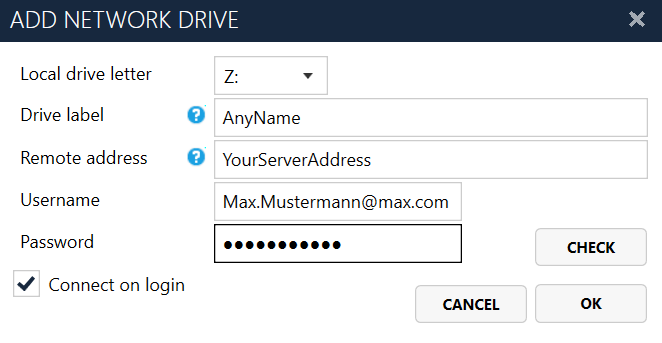 ADD NETWORK DRIVE
Local drive letter Z:
Drive label ? AnyName
Remote address ? YourServerAddress
Username Max.Mustermann@max.com
Password ●●●●●●●●●●●
CHECK
Connect on login
CANCEL OK